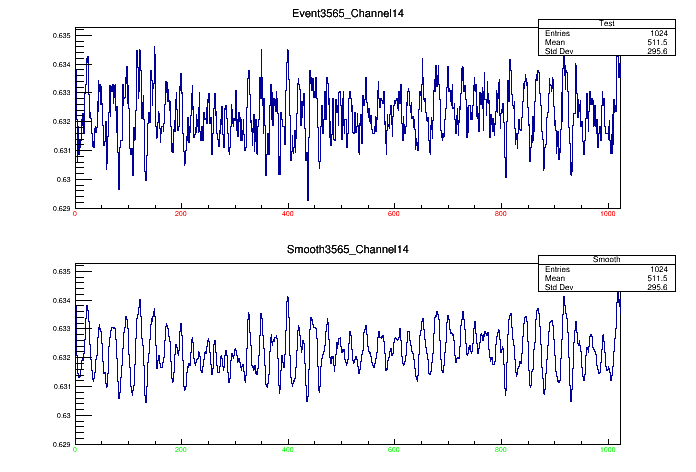 Event3565_Channel14
Test
Entries 1024
Mean 511.5
Std Dev 295.6
0.635
0.634
0.633
0.632
0.631
0.63
0.629
0 200 400 600 800 1000
Smooth3565_Channel14
Smooth
Entries 1024
Mean 511.5
Std Dev 295.6
0.635
0.634
0.633
0.632
0.631
0.63
0.629
0 200 400 600 800 1000